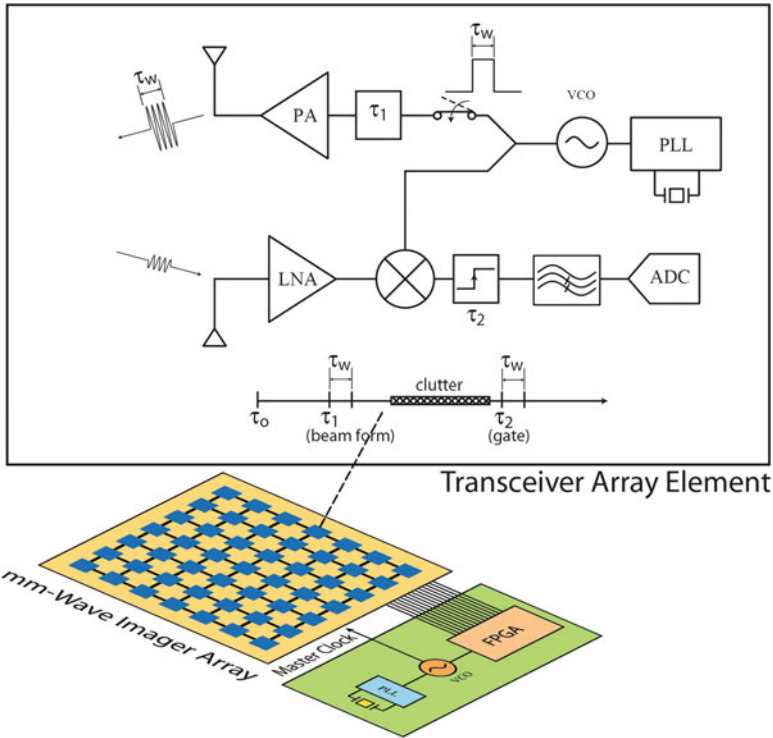 τw
VCO
τw
PA
τ1
PLL
LNA
τ2
ADC
τw
clutter
τw
τo
τ1
(beam form)
τ2
(gate)
Transceiver Array Element
mm-Wave Imager Array
Master Clock
FPGA
VCO
PLL